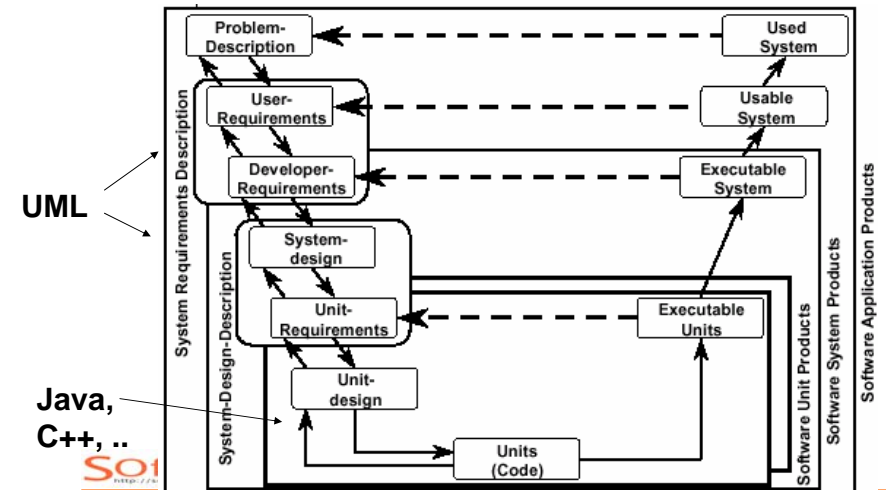 Problem-
Description
Used
System
User-
Requirements
Usable
System
Developer-
Requirements
Executable
System
UML
System-
design
Unit-
Requirements
Executable
Units
Unit-
design
Java,
C++, ..
Units
(Code)
System Requirements Description
System-Design-Description
Software Unit Products
Software System Products
Software Application Products